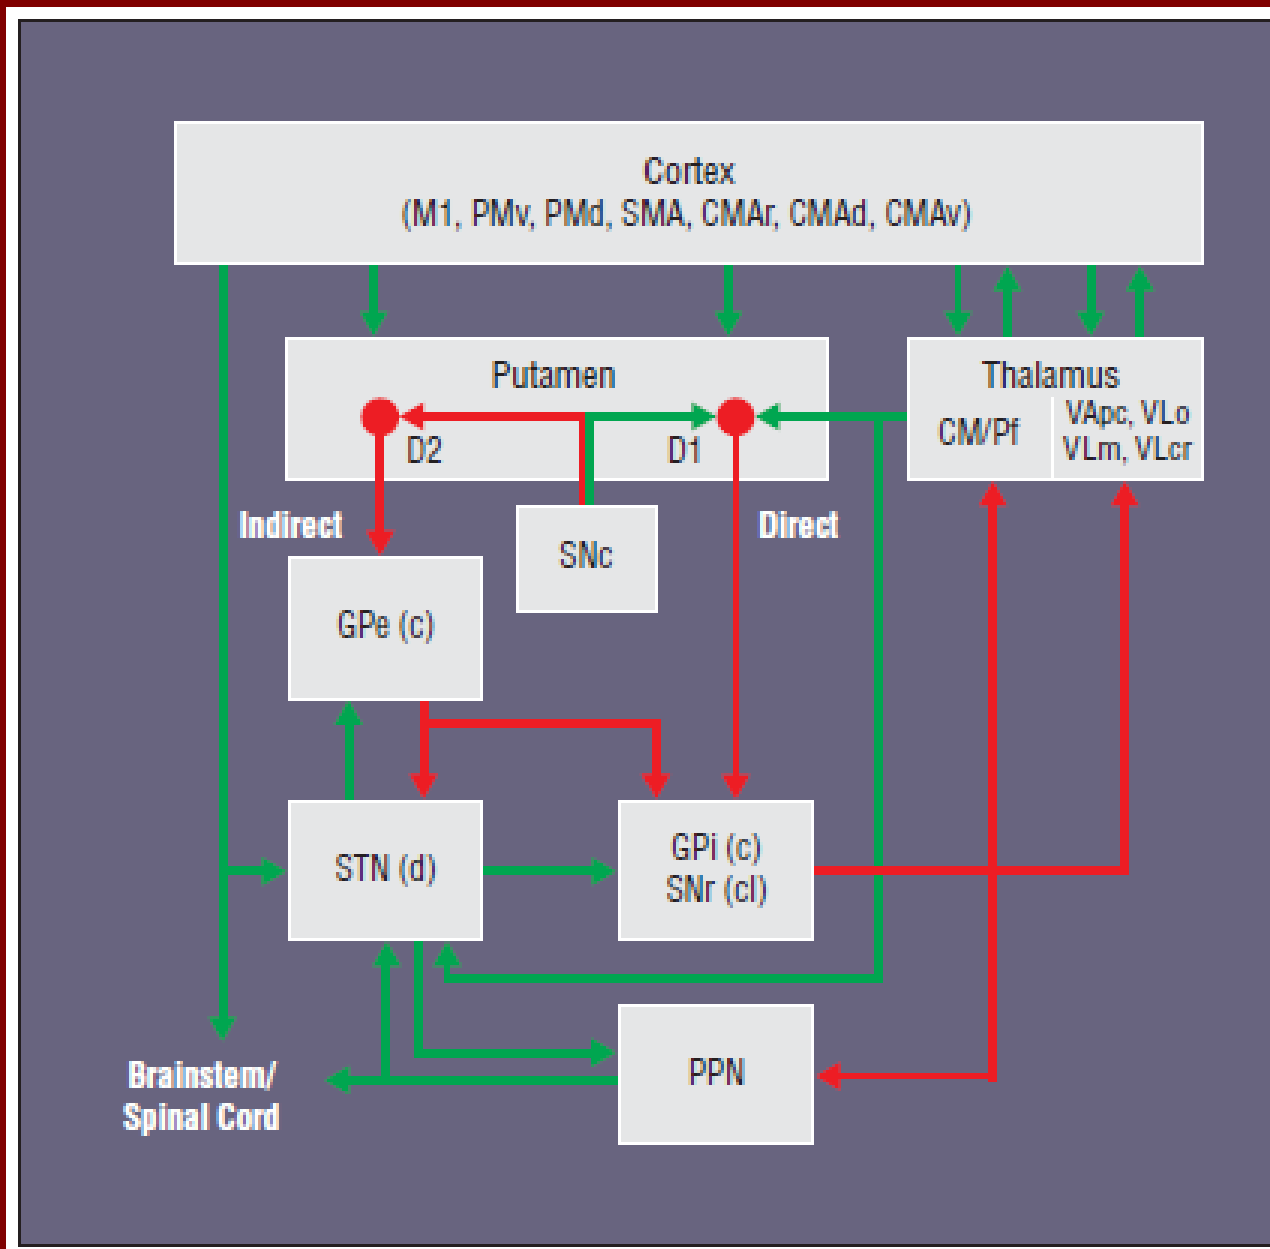 Cortex
(M1, PMv, PMd, SMA, CMAr, CMAd, CMAv)
Putamen
Thalamus
D2
D1
CM/Pf
VApc, VLo
VLm, VLcr
Indirect
SNc
Direct
GPe (c)
STN (d)
GPi (c)
SNr (cl)
Brainstem/
Spinal Cord
PPN